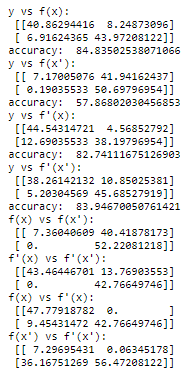 y vs f(x):
[[40.86294416  8.24873096]
[ 6.91624365 43.97208122]]
accuracy:  84.83502538071066
y vs f(x'):
[[ 7.17005076 41.94162437]
[ 0.19035533 50.69796954]]
accuracy:  57.86802030456853
y vs f'(x):
[[44.54314721  4.56852792]
[12.69035533 38.19796954]]
accuracy:  82.74111675126903
y vs f'(x'):
[[38.26142132 10.85025381]
[ 5.20304569 45.68527919]]
accuracy:  83.94670050761421
f(x) vs f(x'):
[[ 7.36040609 40.41878173]
[ 0.         52.22081218]]
f'(x) vs f'(x'):
[[43.46446701 13.76903553]
[ 0.         42.76649746]]
f(x) vs f'(x):
[[47.77918782  0.        ]
[ 9.45431472 42.76649746]]
f(x') vs f'(x'):
[[ 7.29695431  0.06345178]
[36.16751269 56.47208122]]